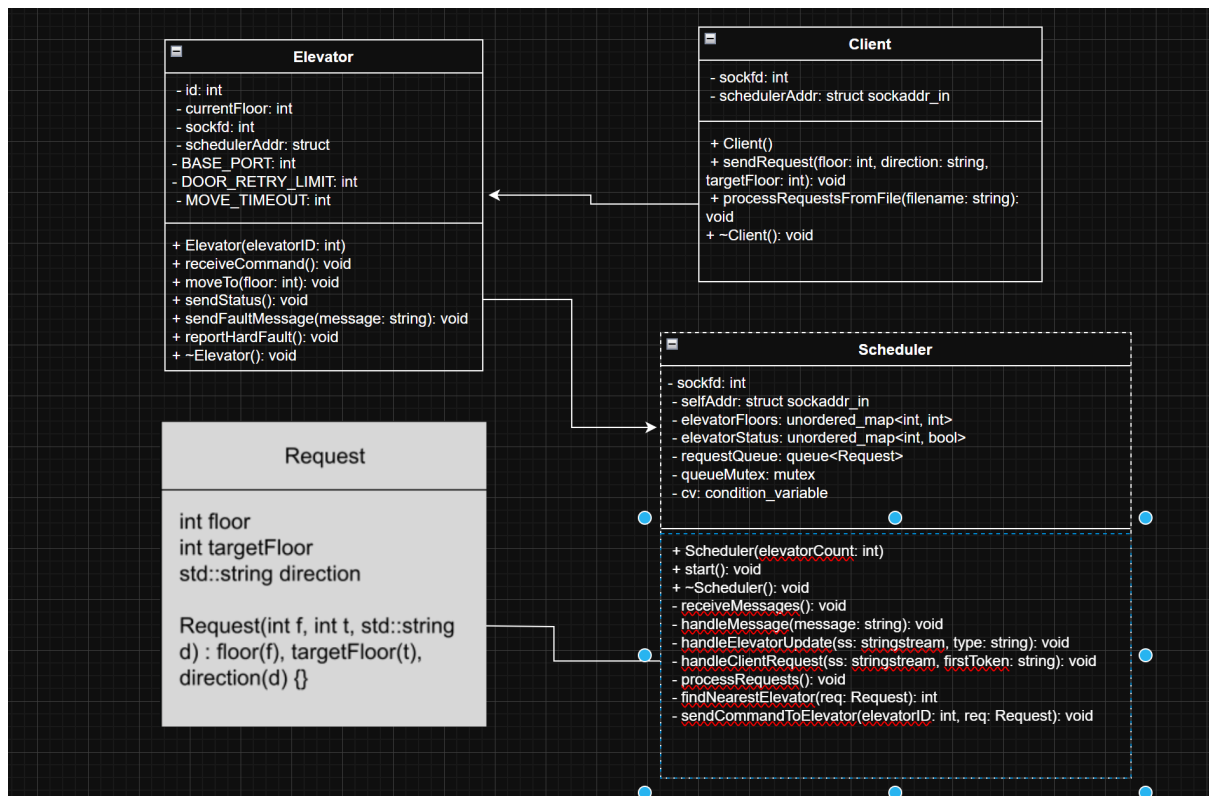 Elevator
- id: int
- currentFloor: int
- sockfd: int
- schedulerAddr: struct
- BASE_PORT: int
- DOOR_RETRY_LIMIT: int
- MOVE_TIMEOUT: int
+ Elevator(elevatorID: int)
+ receiveCommand(): void
+ moveTo(floor: int): void
+ sendStatus(): void
+ sendFaultMessage(message: string): void
+ reportHardFault(): void
+ ~Elevator(): void
Client
- sockfd: int
- schedulerAddr: struct sockaddr_in
+ Client()
+ sendRequest(floor: int, direction: string,
targetFloor: int): void
+ processRequestsFromFile(filename: string):
void
+ ~Client(): void
Request
int floor
int targetFloor
std::string direction
Request(int f, int t, std::string
d) : floor(f), targetFloor(t),
direction(d) {}
Scheduler
- sockfd: int
- selfAddr: struct sockaddr_in
- elevatorFloors: unordered_map<int, int>
- elevatorStatus: unordered_map<int, bool>
- requestQueue: queue<Request>
- queueMutex: mutex
- cv: condition_variable
+ Scheduler(elevatorCount: int)
+ start(): void
+ ~Scheduler(): void
- receiveMessages(): void
- handleMessage(message: string): void
- handleElevatorUpdate(ss: stringstream, type: string): void
- handleClientRequest(ss: stringstream, firstToken: string): void
- processRequests(): void
- findNearestElevator(req: Request): int
- sendCommandToElevator(elevatorID: int, req: Request): void